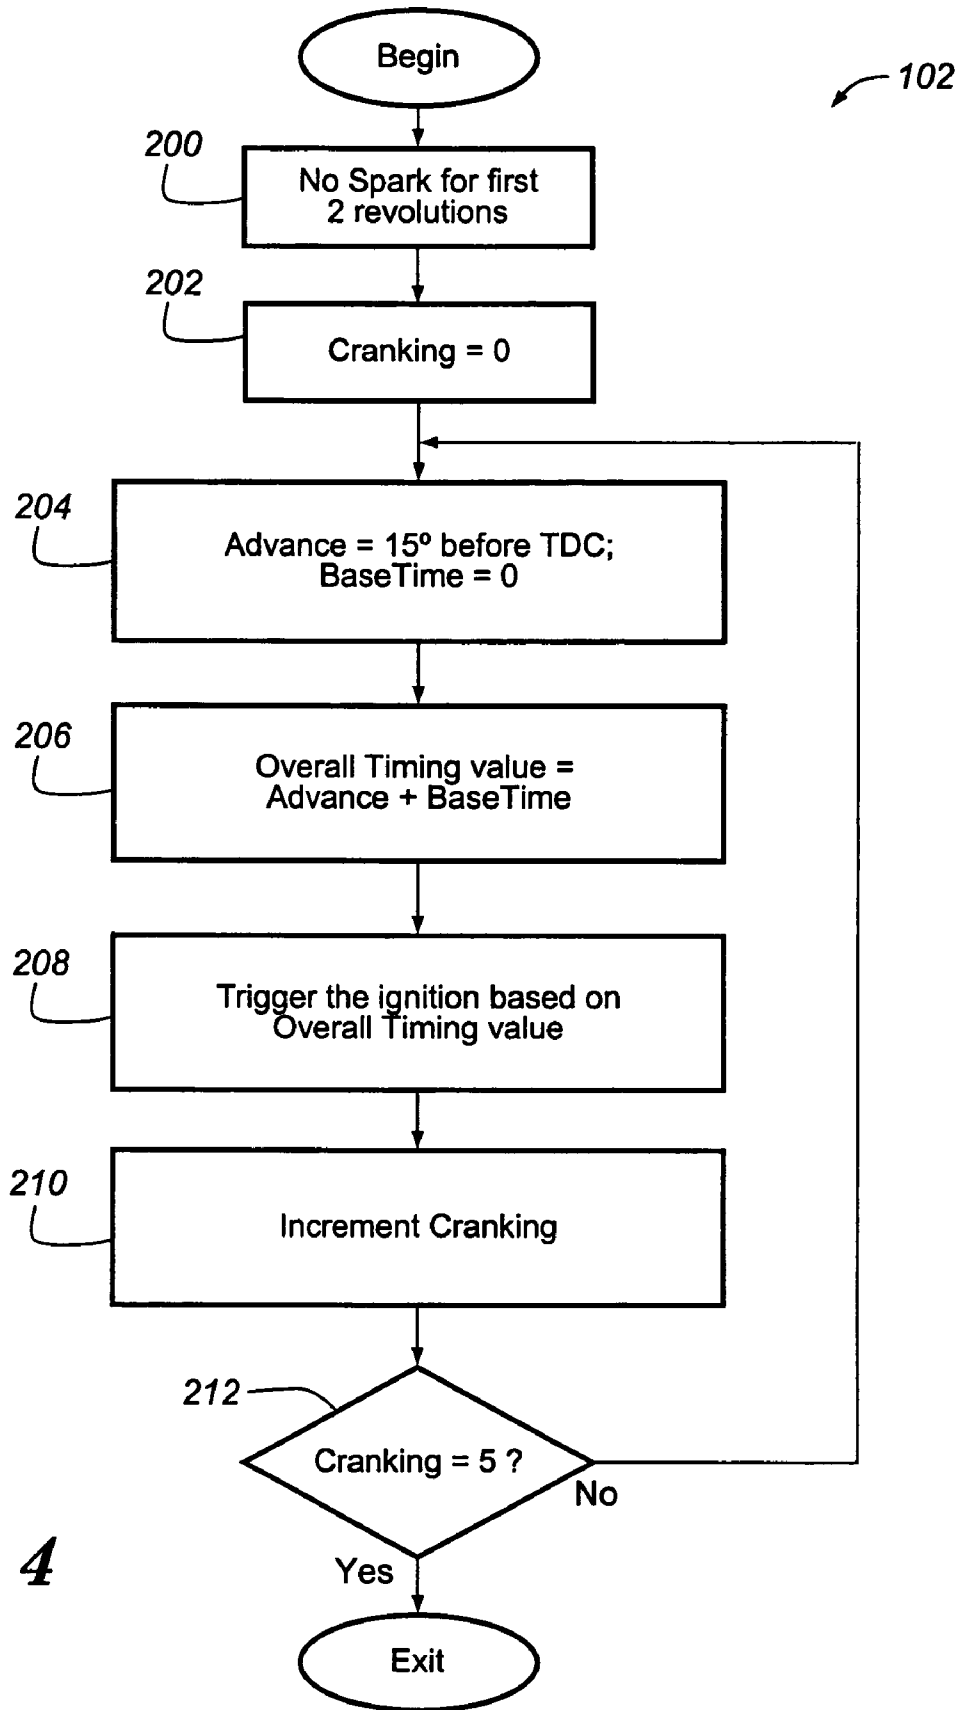 Begin
102
200
No Spark for first
2 revolutions
202
Cranking = 0
204
Advance = 15º before TDC;
BaseTime = 0
206
Overall Timing value =
Advance + BaseTime
208
Trigger the ignition based on
Overall Timing value
210
Increment Cranking
212
Cranking = 5 ?
No
Yes
4
Exit